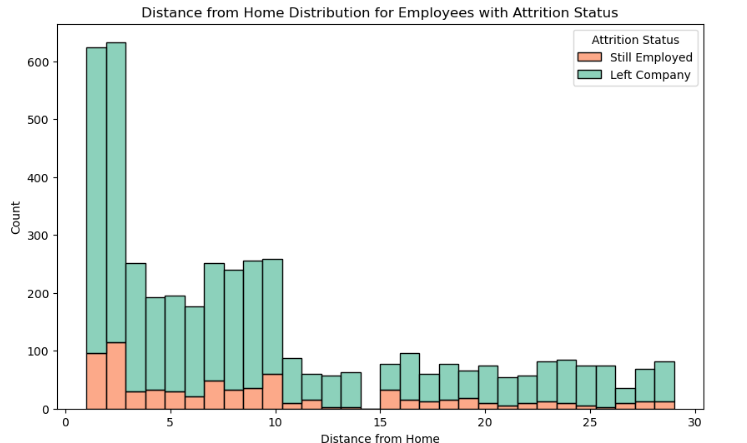 Distance from Home Distribution for Employees with Attrition Status
Attrition Status
Still Employed
Left Company
600
500
400
300
200
100
0
Count
0 5 10 15 20 25 30
Distance from Home